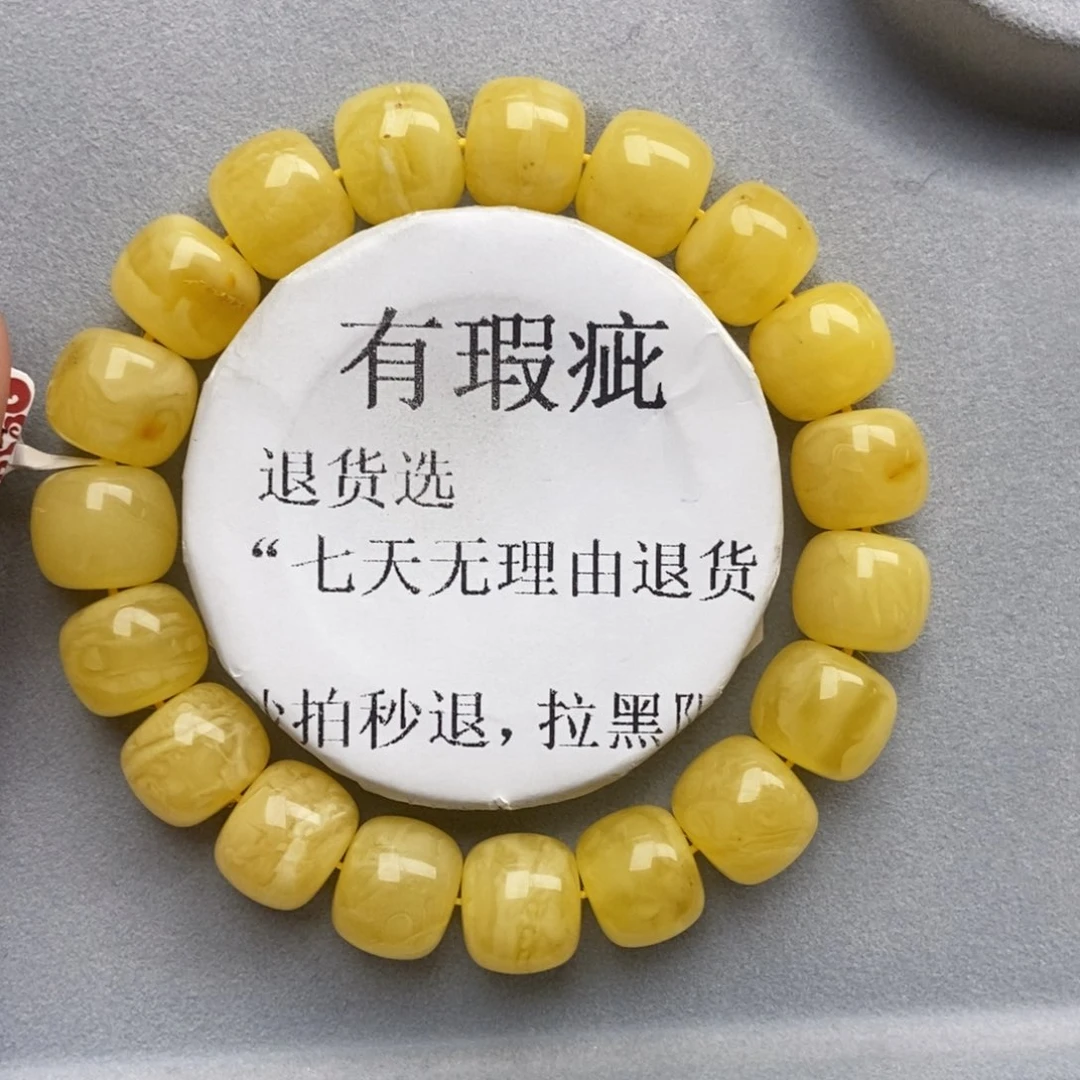 有瑕疵
退货选
“七天无理由退货
拍秒退，拉黑